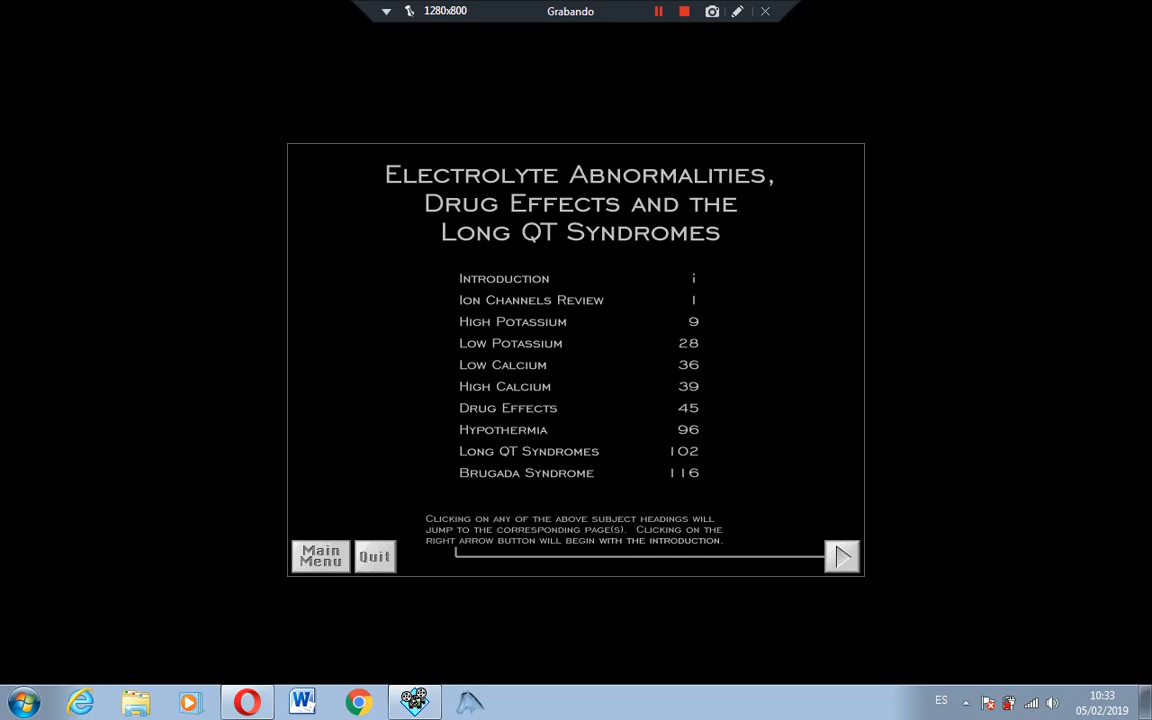 1280x800 Grabando
Electrolyte Abnormalities,
Drug Effects and the
Long QT Syndromes
Introduction i
Ion Channels Review 1
High Potassium 9
Low Potassium 28
Low Calcium 36
High Calcium 39
Drug Effects 45
Hypothermia 96
Long QT Syndromes 102
Brugada Syndrome 116
Clicking on any of the above subject headings will
jump to the corresponding page(s). Clicking on the
right arrow button will begin with the introduction.
Main
Menu
Quit
ES
10:33
05/02/2019